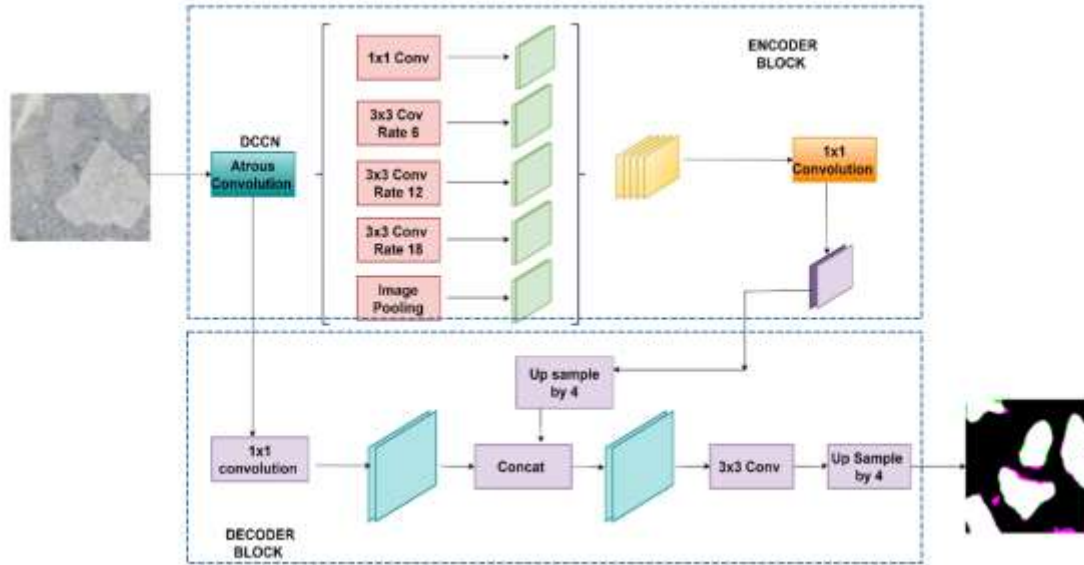 ENCODER
BLOCK
DCCN
Atrous
Convolution
1x1 Conv
3x3 Cov
Rate 6
3x3 Conv
Rate 12
3x3 Conv
Rate 18
Image
Pooling
1x1
Convolution
Up sample
by 4
1x1
convolution
Concat
3x3 Conv
Up Sample
by 4
DECODER
BLOCK